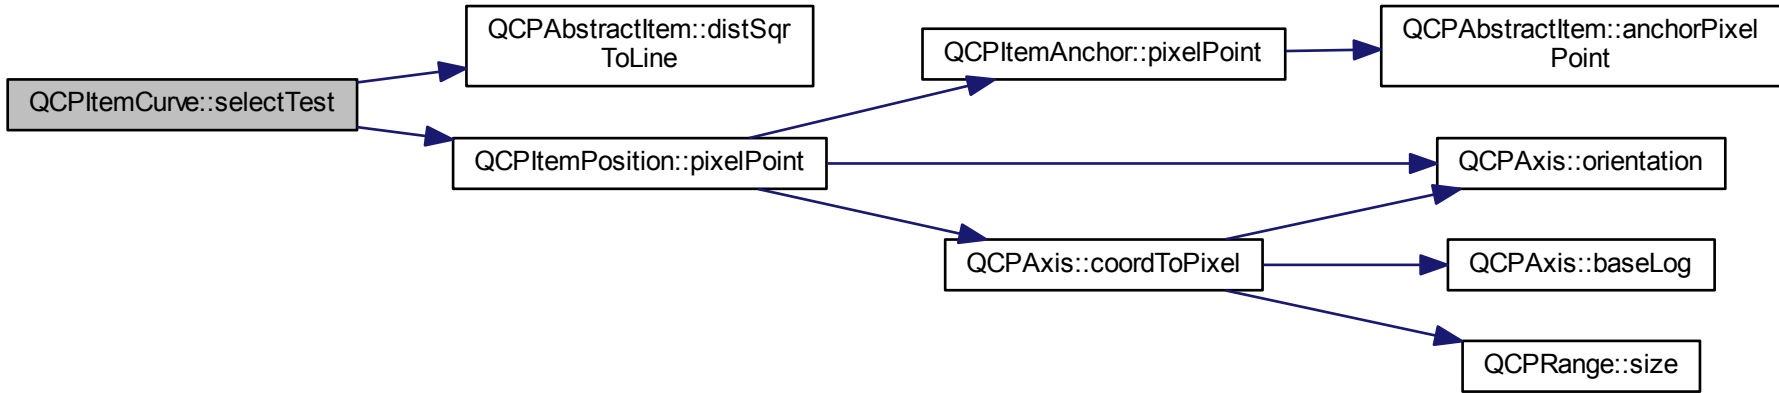 QCPItemCurve::selectTest
QCPAbstractItem::distSqr
ToLine
QCPItemPosition::pixelPoint
QCPItemAnchor::pixelPoint
QCPAbstractItem::anchorPixel
Point
QCPAxis::orientation
QCPAxis::coordToPixel
QCPAxis::baseLog
QCPRange::size